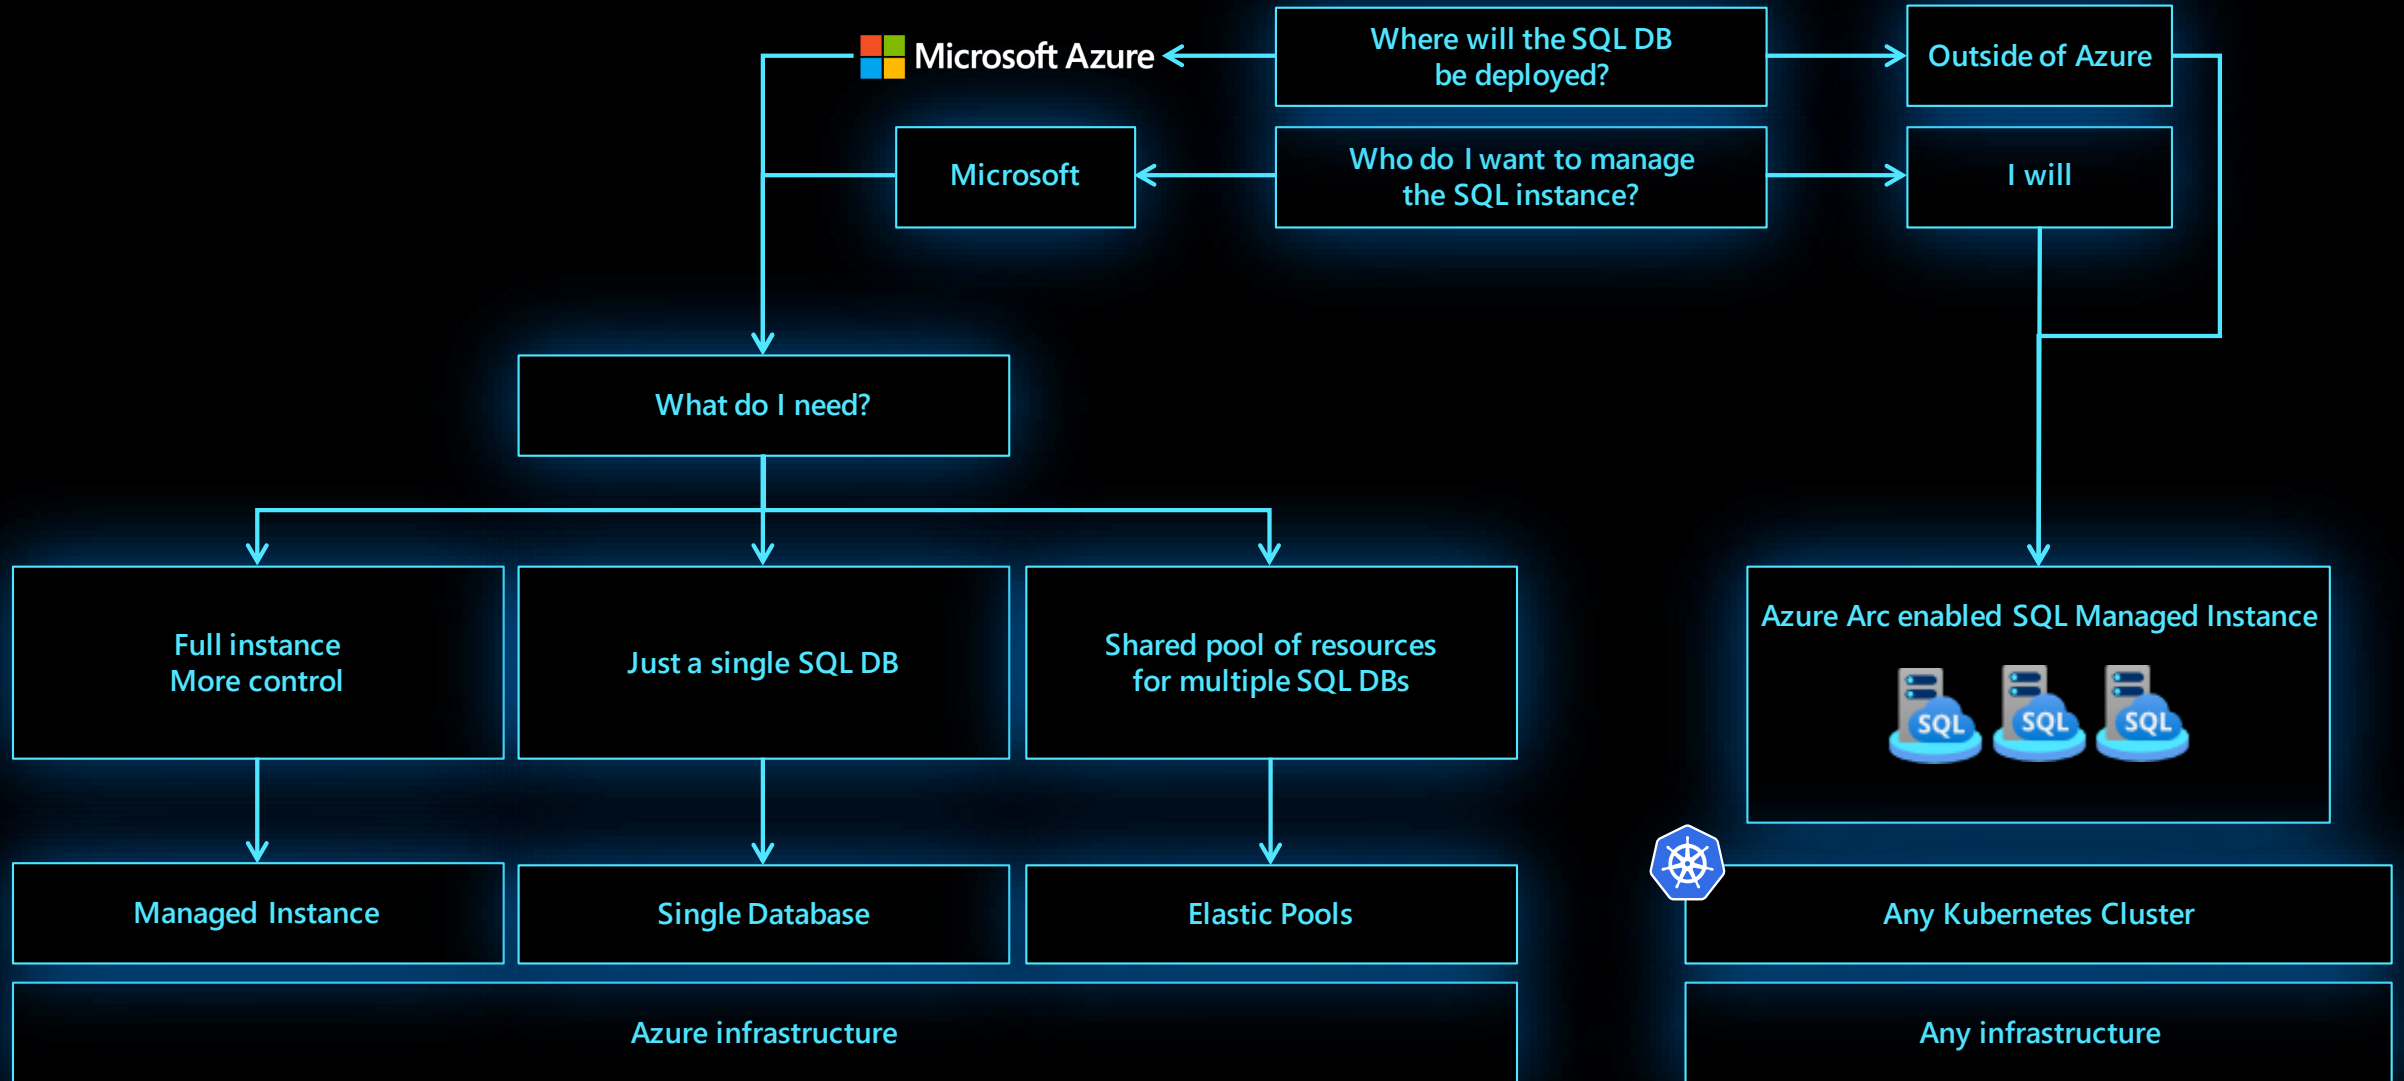 Microsoft Azure
Where will the SQL DB
be deployed?
Outside of Azure
Microsoft
Who do I want to manage
the SQL instance?
I will
What do I need?
Full instance
More control
Just a single SQL DB
Shared pool of resources
for multiple SQL DBs
Azure Arc enabled SQL Managed Instance
SQL
SQL
SQL
Managed Instance
Single Database
Elastic Pools
Any Kubernetes Cluster
Azure infrastructure
Any infrastructure